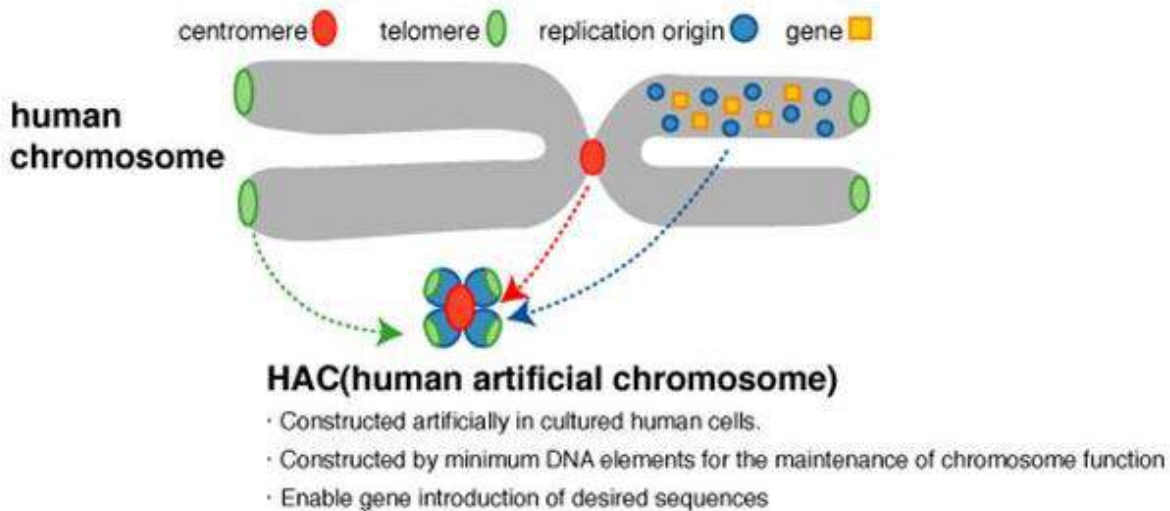 centromere telomere replication origin gene
human
chromosome
HAC(human artificial chromosome)
· Constructed artificially in cultured human cells.
· Constructed by minimum DNA elements for the maintenance of chromosome function
· Enable gene introduction of desired sequences